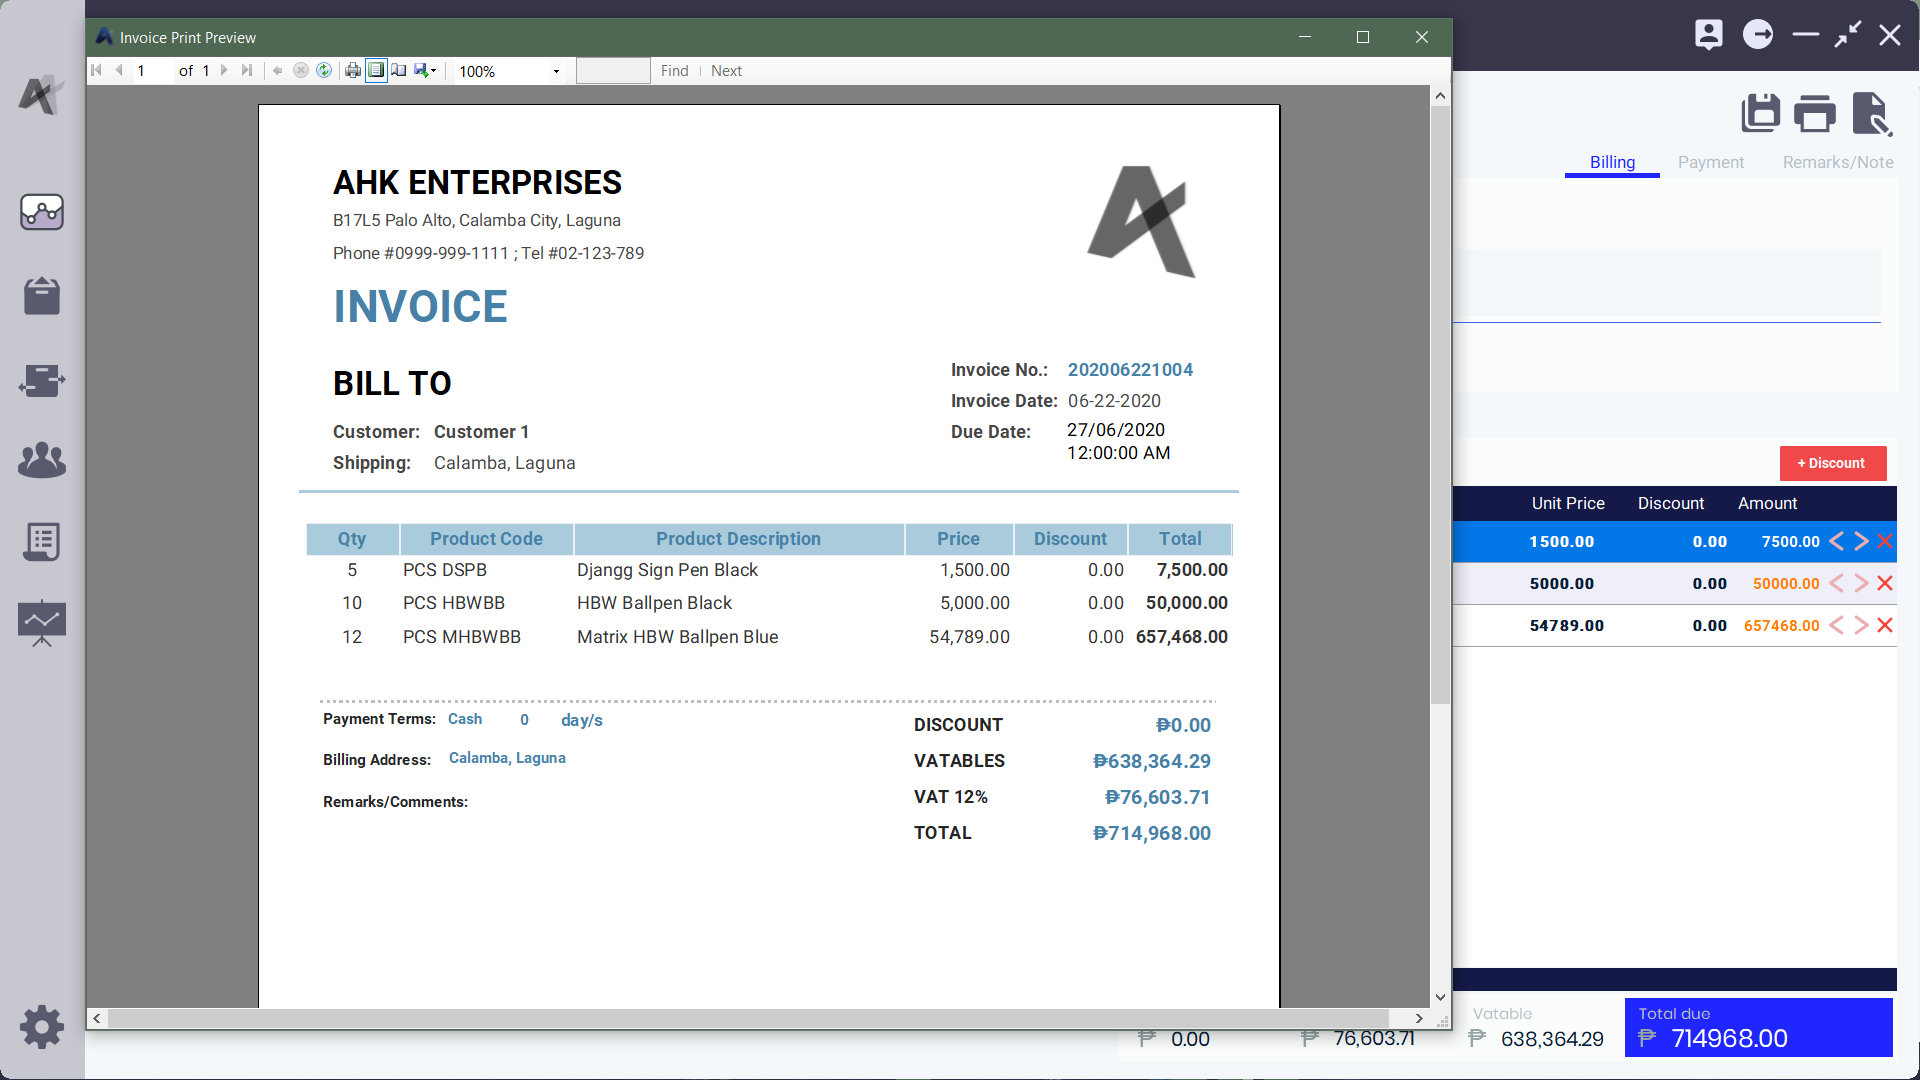 Invoice Print Preview
1 of 1 100% Find Next
AHK ENTERPRISES
B17L5 Palo Alto, Calamba City, Laguna
Phone #0999-999-1111 ; Tel #02-123-789
INVOICE
BILL TO
Customer: Customer 1
Shipping: Calamba, Laguna
Invoice No.: 202006221004
Invoice Date: 06-22-2020
Due Date: 27/06/2020
12:00:00 AM
Qty Product Code Product Description Price Discount Total
5 PCS DSPB Djangg Sign Pen Black 1,500.00 0.00 7,500.00
10 PCS HBWBB HBW Ballpen Black 5,000.00 0.00 50,000.00
12 PCS MHBWBB Matrix HBW Ballpen Blue 54,789.00 0.00 657,468.00
Payment Terms: Cash 0 day/s
Billing Address: Calamba, Laguna
Remarks/Comments:
DISCOUNT ₱0.00
VATABLES ₱638,364.29
VAT 12% ₱76,603.71
TOTAL ₱714,968.00
Billing Payment Remarks/Note
+ Discount
Unit Price Discount Amount
1500.00 0.00 7500.00
5000.00 0.00 50000.00
54789.00 0.00 657468.00
Vatable Total due
₱ 0.00 ₱ 76,603.71 ₱ 638,364.29 ₱ 714968.00